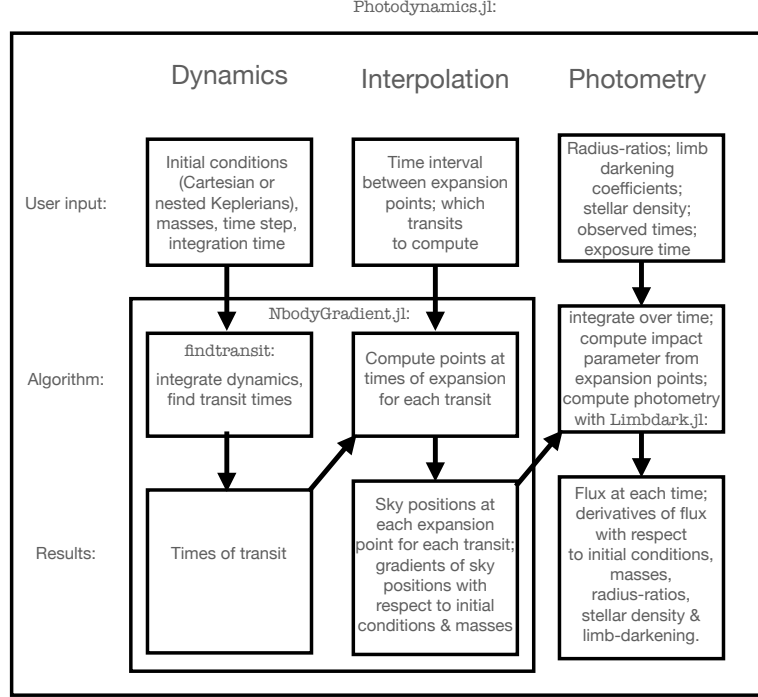 Photodynamics.jl:
Dynamics
Interpolation
Photometry
User input:
Initial conditions
(Cartesian or
nested Keplerians),
masses, time step,
integration time
Time interval
between expansion
points; which
transits
to compute
Radius-ratios; limb
darkening
coefficients;
stellar density;
observed times;
exposure time
NbodyGradient.jl:
Algorithm:
findtransit:
integrate dynamics,
find transit times
Compute points at
times of expansion
for each transit
integrate over time;
compute impact
parameter from
expansion points;
compute photometry
with Limbdark.jl:
Results:
Times of transit
Sky positions at
each expansion
point for each transit;
gradients of sky
positions with
respect to initial
conditions & masses
Flux at each time;
derivatives of flux
with respect
to initial conditions,
masses,
radius-ratios,
stellar density &
limb-darkening.